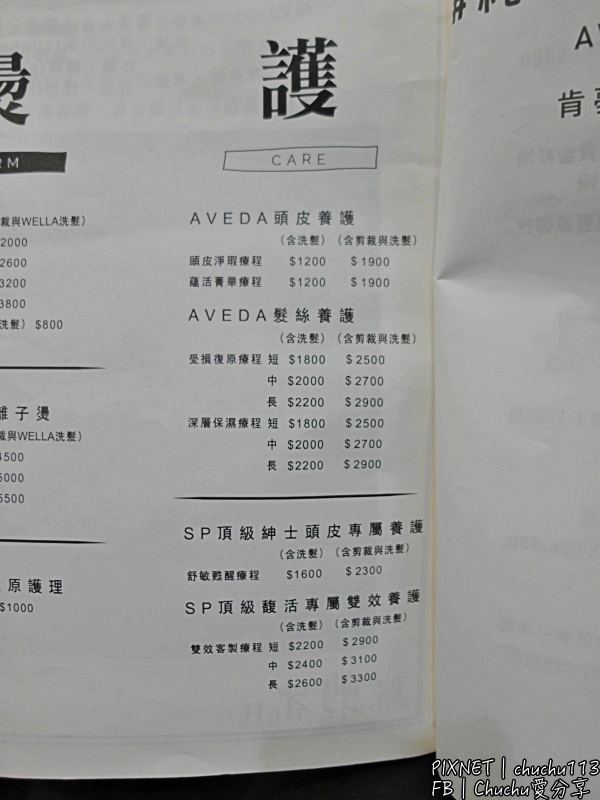 燙
RM
裁與WELLA洗髮）
2000
2600
3200
3800
洗髮） $800
離子燙
裁與WELLA洗髮）
4500
5000
5500
原護理
$1000
護
CARE
AVEDA頭皮養護
（含洗髮） （含剪裁與洗髮）
頭皮淨瑕療程 $1200 $1900
蘊活菁華療程 $1200 $1900
AVEDA髮絲養護
（含洗髮） （含剪裁與洗髮）
受損復原療程 短 $1800 $2500
中 $2000 $2700
長 $2200 $2900
深層保濕療程 短 $1800 $2500
中 $2000 $2700
長 $2200 $2900
SP頂級紳士頭皮專屬養護
（含洗髮） （含剪裁與洗髮）
舒敏甦醒療程 $1600 $2300
SP頂級馥活專屬雙效養護
（含洗髮） （含剪裁與洗髮）
雙效客製療程 短 $2200 $2900
中 $2400 $3100
長 $2600 $3300
肯
PIXNET | chuchu113
FB | Chuchu愛分享